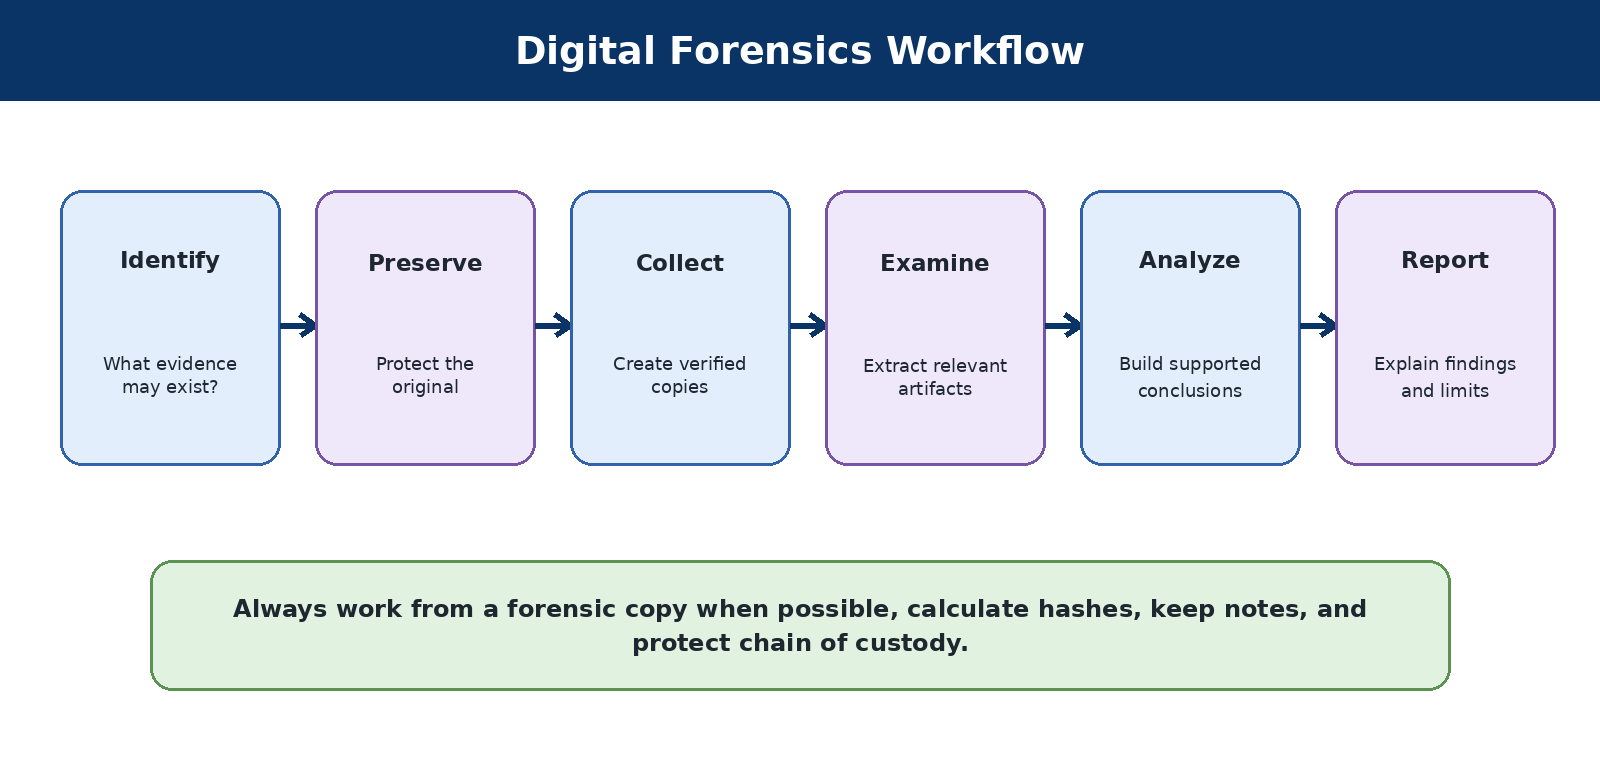 Digital Forensics Workflow
Identify
What evidence
may exist?
Preserve
Protect the
original
Collect
Create verified
copies
Examine
Extract relevant
artifacts
Analyze
Build supported
conclusions
Report
Explain findings
and limits
Always work from a forensic copy when possible, calculate hashes, keep notes, and
protect chain of custody.